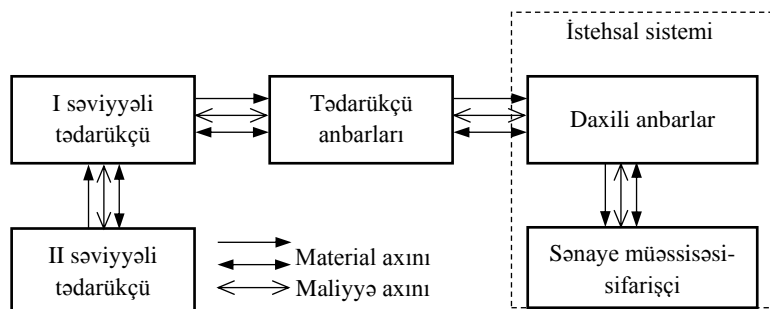 İstehsal sistemi
I səviyyəli
tədarükçü
Tədarükçü
anbarları
Daxili anbarlar
II səviyyəli
tədarükçü
Material axını
Maliyyə axını
Sənaye müəssisəsi-
sifarişçi